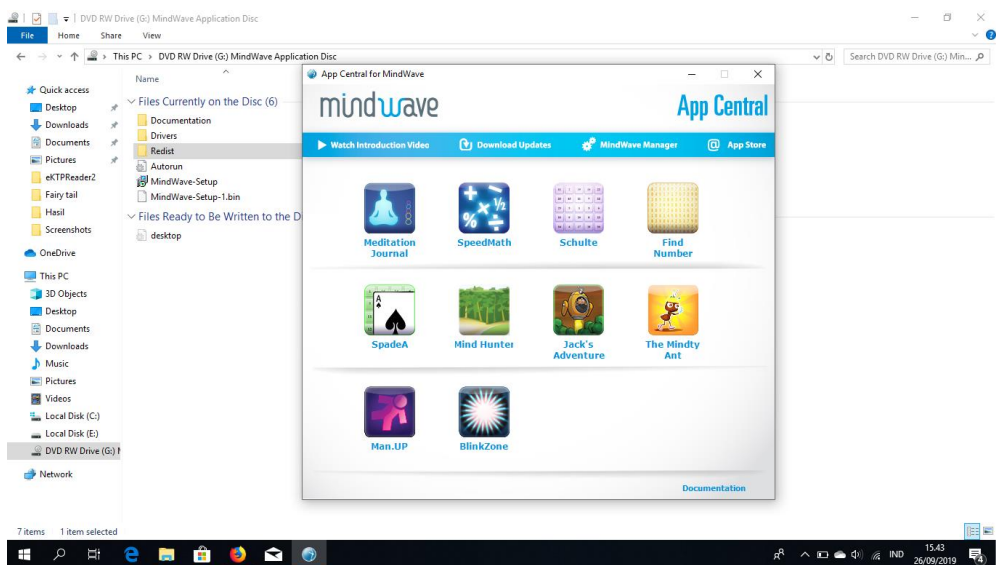 DVD RW Drive (G:) MindWave Application Disc
File Home Share View
This PC > DVD RW Drive (G:) MindWave Application Disc
Search DVD RW Drive (G:) Min...
Quick access
Desktop
Downloads
Documents
Pictures
eKTPReader2
Fairy tail
Hasil
Screenshots
OneDrive
This PC
3D Objects
Desktop
Documents
Downloads
Music
Pictures
Videos
Local Disk (C:)
Local Disk (E:)
DVD RW Drive (G:)
Network
Name
Files Currently on the Disc (6)
Documentation
Drivers
Redist
Autorun
MindWave-Setup
MindWave-Setup-1.bin
Files Ready to Be Written to the D
desktop
App Central for MindWave
mindwave
App Central
Watch Introduction Video Download Updates MindWave Manager App Store
Meditation
Journal
SpeedMath
Schulte
Find
Number
SpadeA
Mind Hunter
Jack's
Adventure
The Mindty
Ant
Man.UP
BlinkZone
Documentation
7 items 1 item selected
IND
15.43
26/09/2019
4